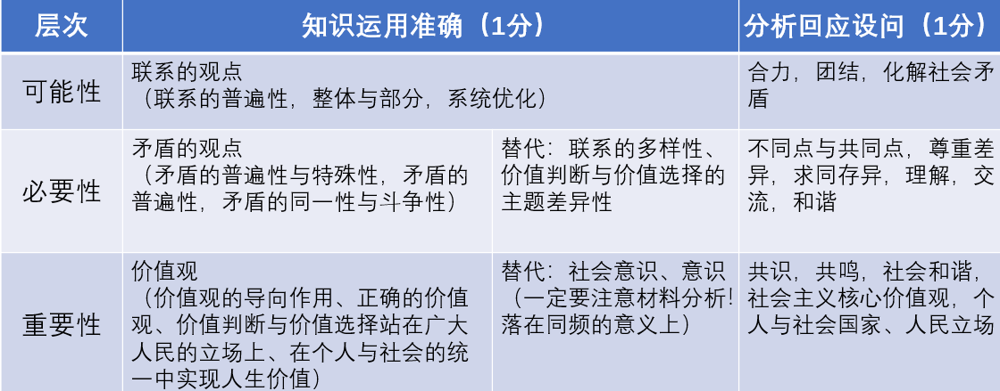 层次
知识运用准确（1分）
分析回应设问（1分）
可能性
联系的观点
（联系的普遍性，整体与部分，系统优化）
合力，团结，化解社会矛
盾
必要性
矛盾的观点
（矛盾的普遍性与特殊性，矛盾的
普遍性，矛盾的同一性与斗争性）
替代：联系的多样性、
价值判断与价值选择的
主题差异性
不同点与共同点，尊重差
异，求同存异，理解，交
流，和谐
重要性
价值观
（价值观的导向作用、正确的价值
观、价值判断与价值选择站在广大
人民的立场上、在个人与社会的统
一中实现人生价值）
替代：社会意识、意识
（一定要注意材料分析！
落在同频的意义上）
共识，共鸣，社会和谐，
社会主义核心价值观，个
人与社会国家、人民立场